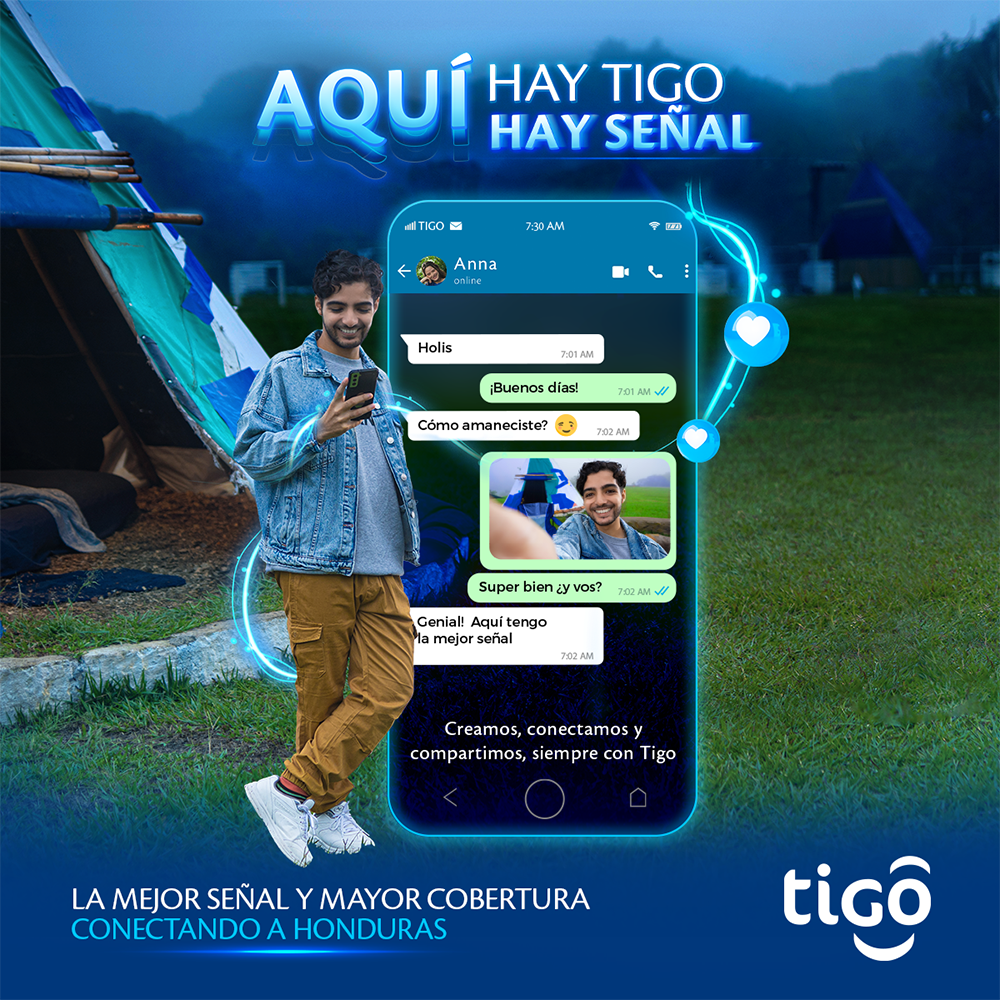 AQUÍ HAY TIGO
HAY SEÑAL
TIGO 7:30 AM
Anna
online
Holis
7:01 AM
¡Buenos días!
7:01 AM
Cómo amaneciste? 😏
7:02 AM
Super bien ¿y vos?
7:02 AM
Genial! Aquí tengo
la mejor señal
7:02 AM
Creamos, conectamos y
compartimos, siempre con Tigo
LA MEJOR SEÑAL Y MAYOR COBERTURA
CONECTANDO A HONDURAS
tigo